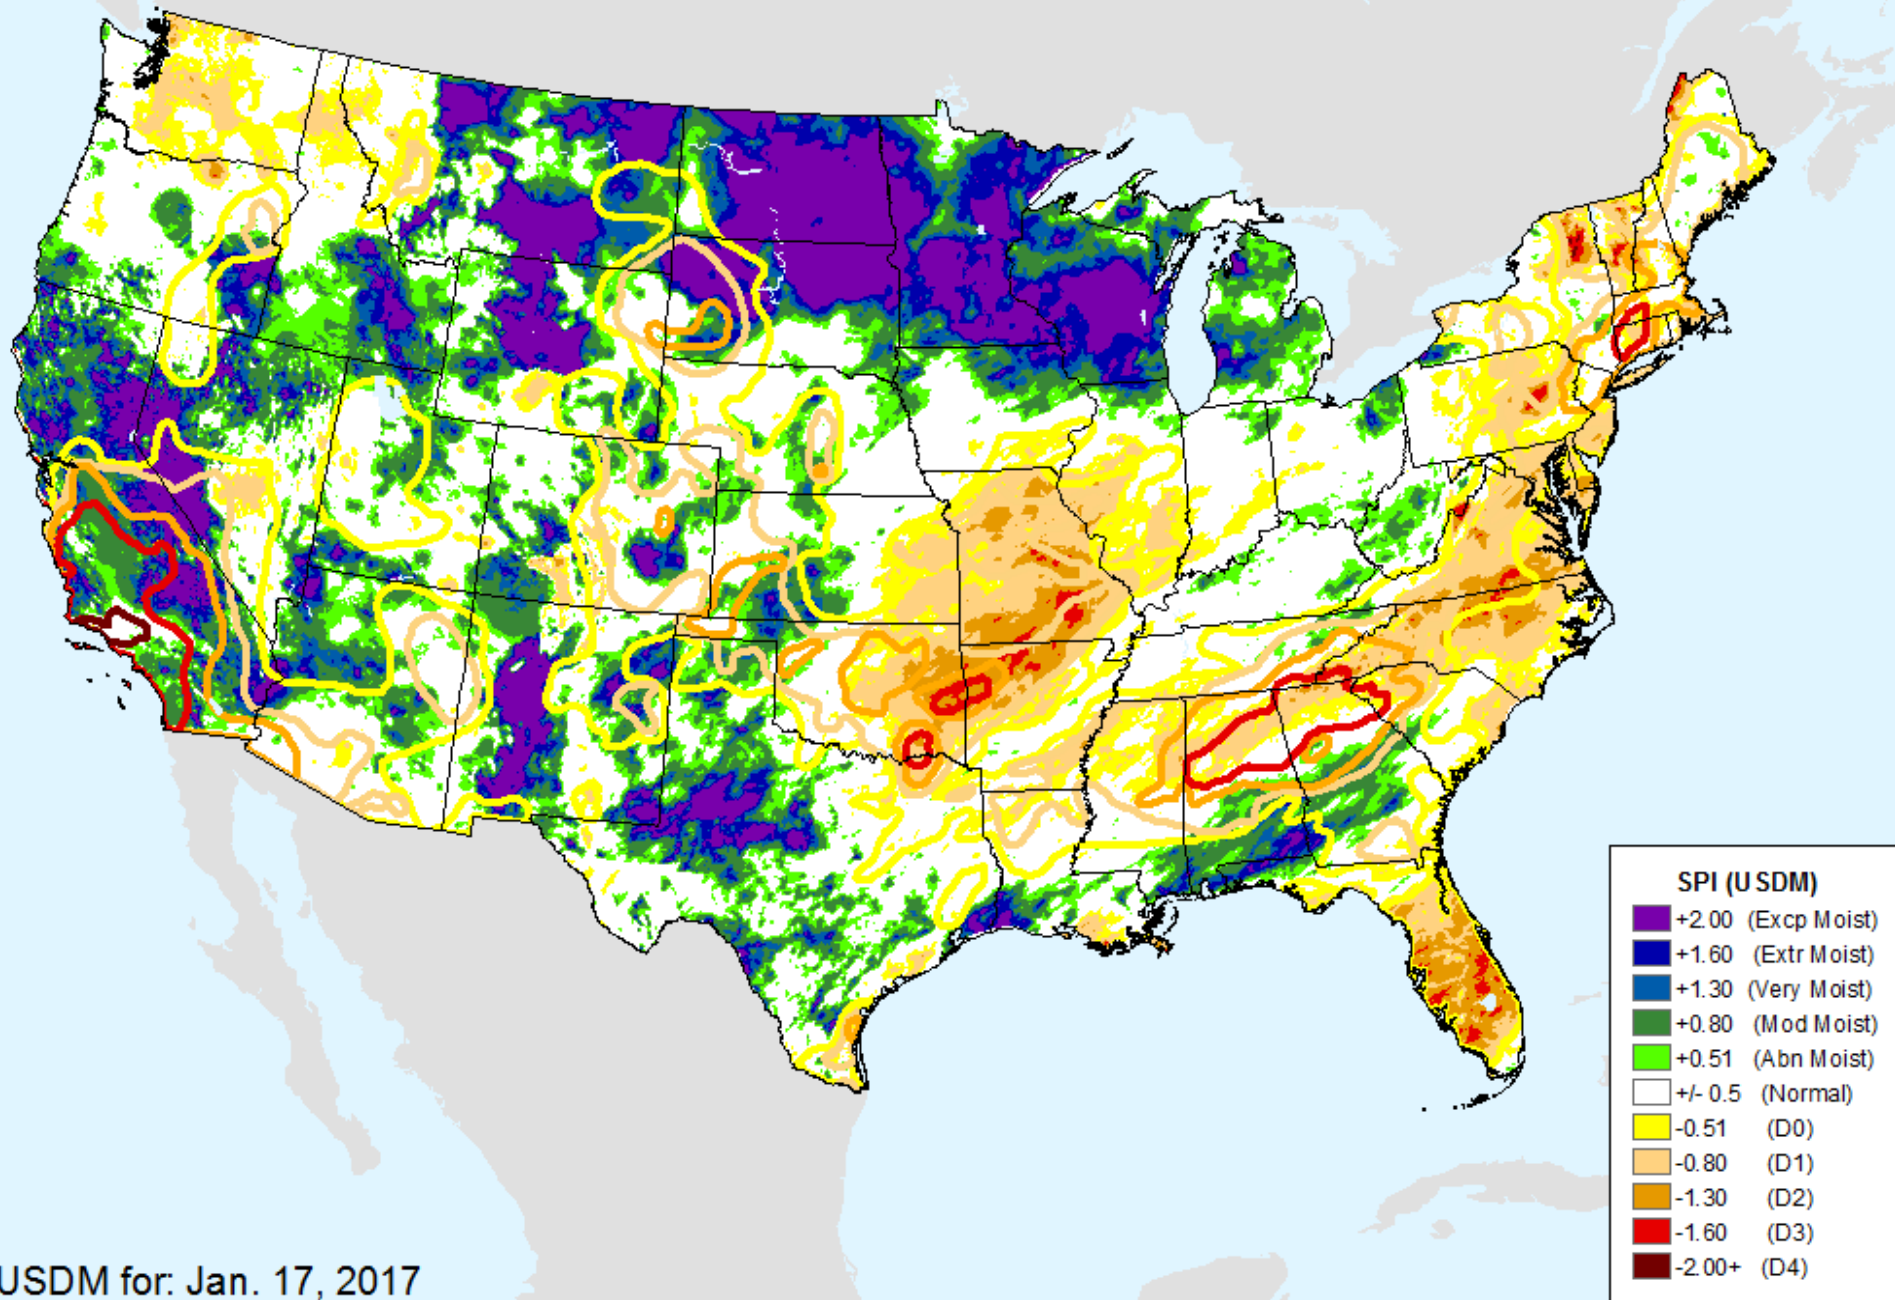 SPI (USDM)
+2.00 (Excp Moist)
+1.60 (Extr Moist)
+1.30 (Very Moist)
+0.80 (Mod Moist)
+0.51 (Abn Moist)
+/- 0.5 (Normal)
-0.51 (D0)
-0.80 (D1)
-1.30 (D2)
-1.60 (D3)
-2.00+ (D4)
USDM for: Jan. 17, 2017